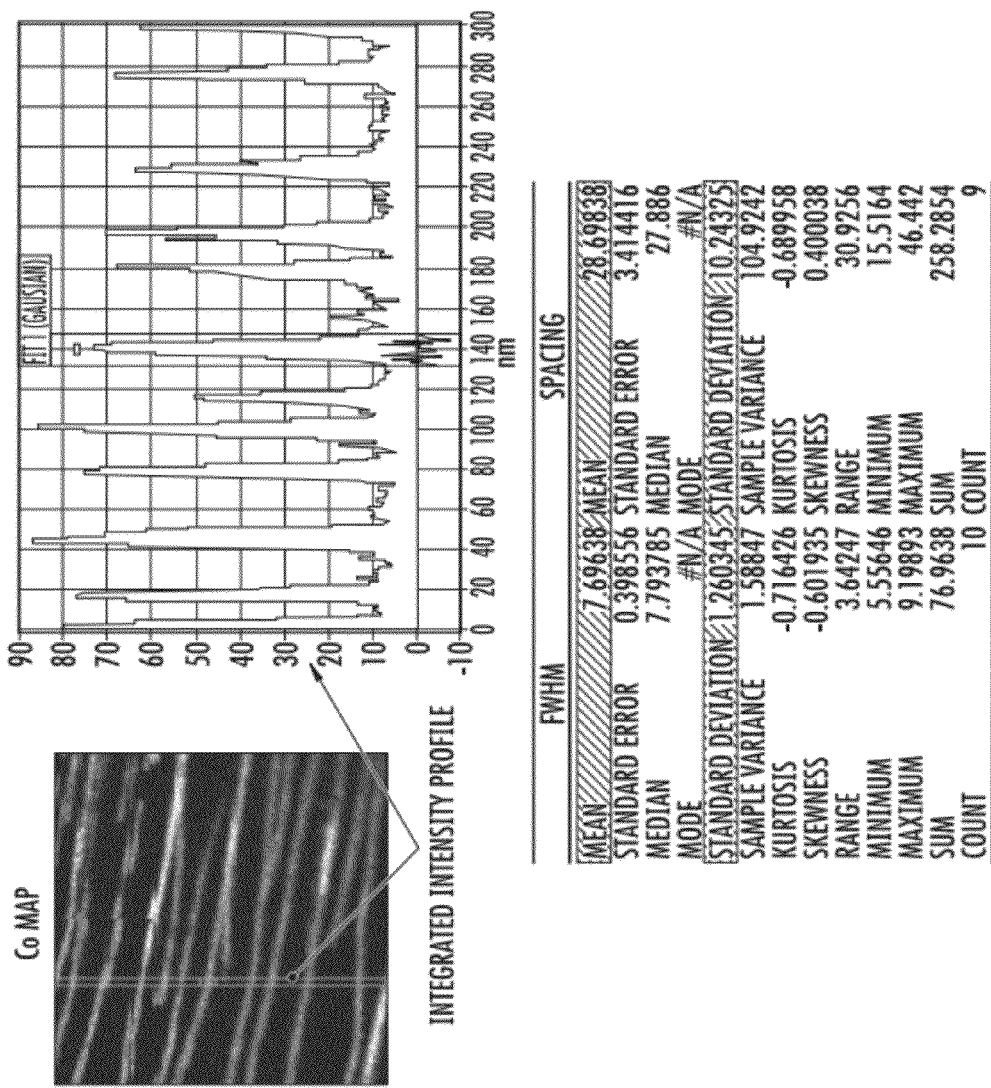 Co MAP
INTEGRATED INTENSITY PROFILE
FIT 1 (GAUSIAN)
90
80
70
60
50
40
30
20
10
0
-10
0 20 40 60 80 100 120 140 160 180 200 220 240 260 280 300
nm
FWHM SPACING
MEAN 7.69638 MEAN 28.69838
STANDARD ERROR 0.398556 STANDARD ERROR 3.414416
MEDIAN 7.793785 MEDIAN 27.886
MODE #N/A MODE #N/A
STANDARD DEVIATION 1.260345 STANDARD DEVIATION 10.24325
SAMPLE VARIANCE 1.58847 SAMPLE VARIANCE 104.9242
KURTOSIS -0.716426 KURTOSIS -0.689958
SKEWNESS -0.601935 SKEWNESS 0.400038
RANGE 3.64247 RANGE 30.9256
MINIMUM 5.55646 MINIMUM 15.5164
MAXIMUM 9.19893 MAXIMUM 46.442
SUM 76.9638 SUM 258.2854
COUNT 10 COUNT 9